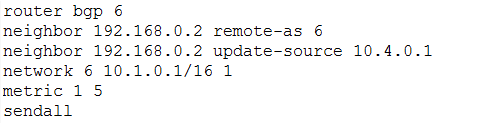 router bgp 6
neighbor 192.168.0.2 remote-as 6
neighbor 192.168.0.2 update-source 10.4.0.1
network 6 10.1.0.1/16 1
metric 1 5
sendall